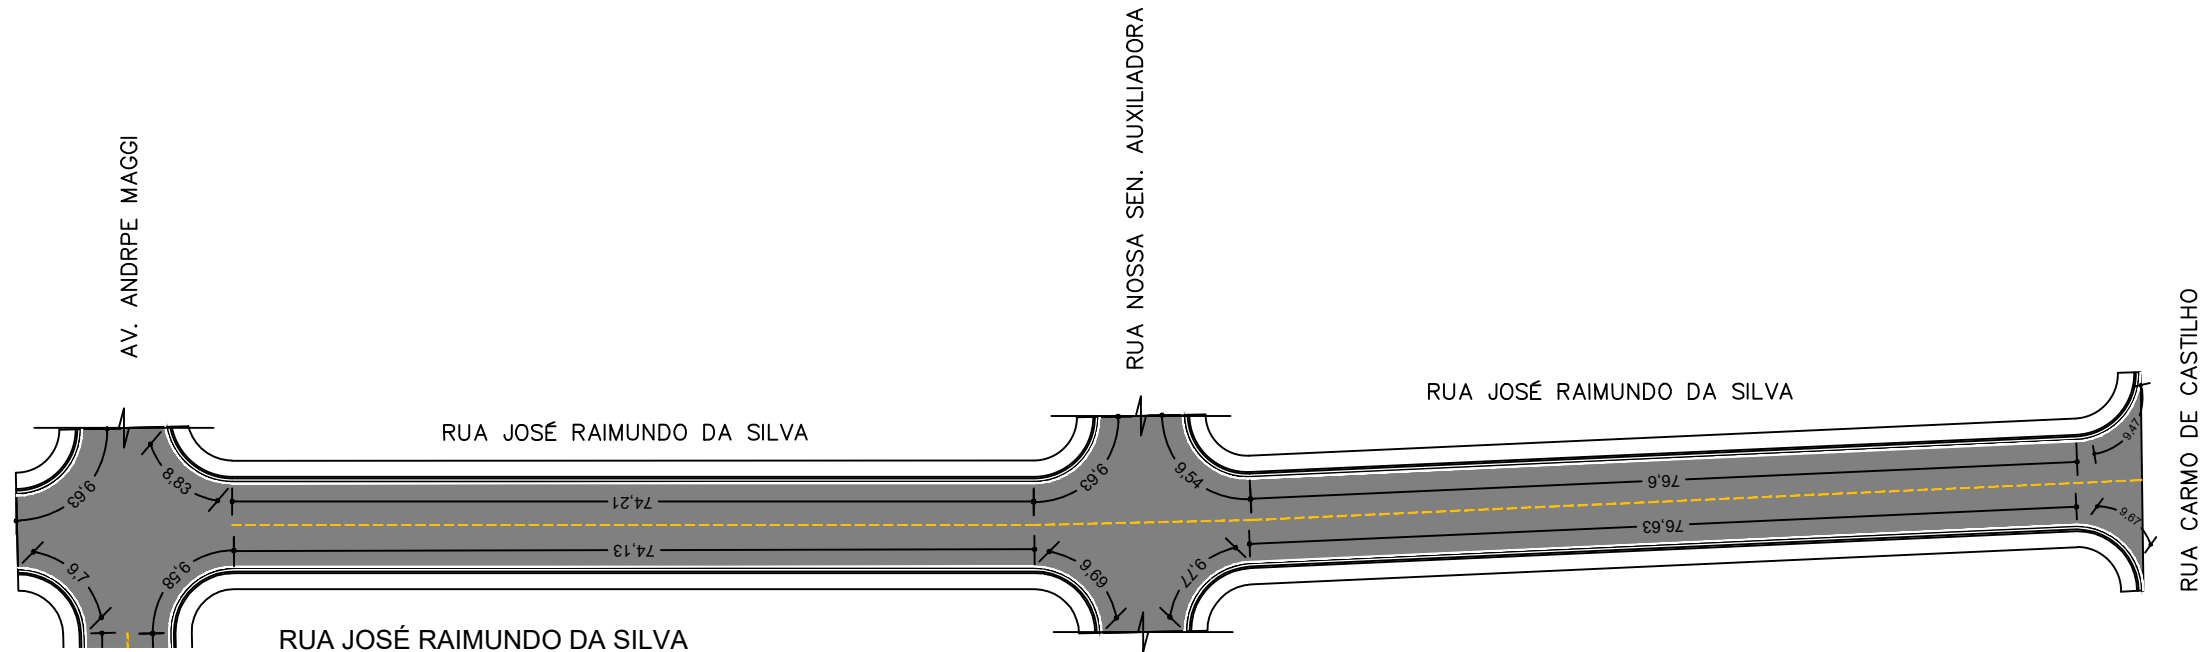 RUA NOSSA SEN. AUXILIADORA
AV. ANDRPE MAGGI
RUA CARMO DE CASTILHO
RUA JOSÉ RAIMUNDO DA SILVA
RUA JOSÉ RAIMUNDO DA SILVA
9,63
8,83
74,21
9,63
9,54
76,6
9,47
9,7
9,58
74,13
9,69
9,77
76,63
9,67
RUA JOSÉ RAIMUNDO DA SILVA